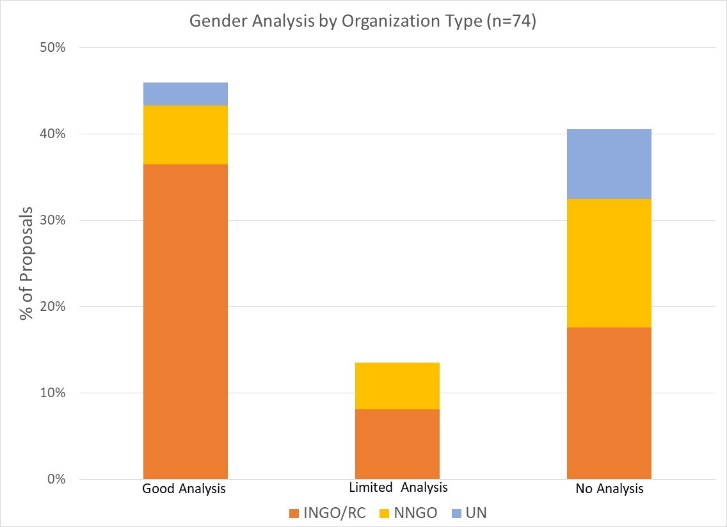 Gender Analysis by Organization Type (n=74)
% of Proposals
50%
40%
30%
20%
10%
0%
Good Analysis
Limited Analysis
No Analysis
INGO/RC
NNGO
UN